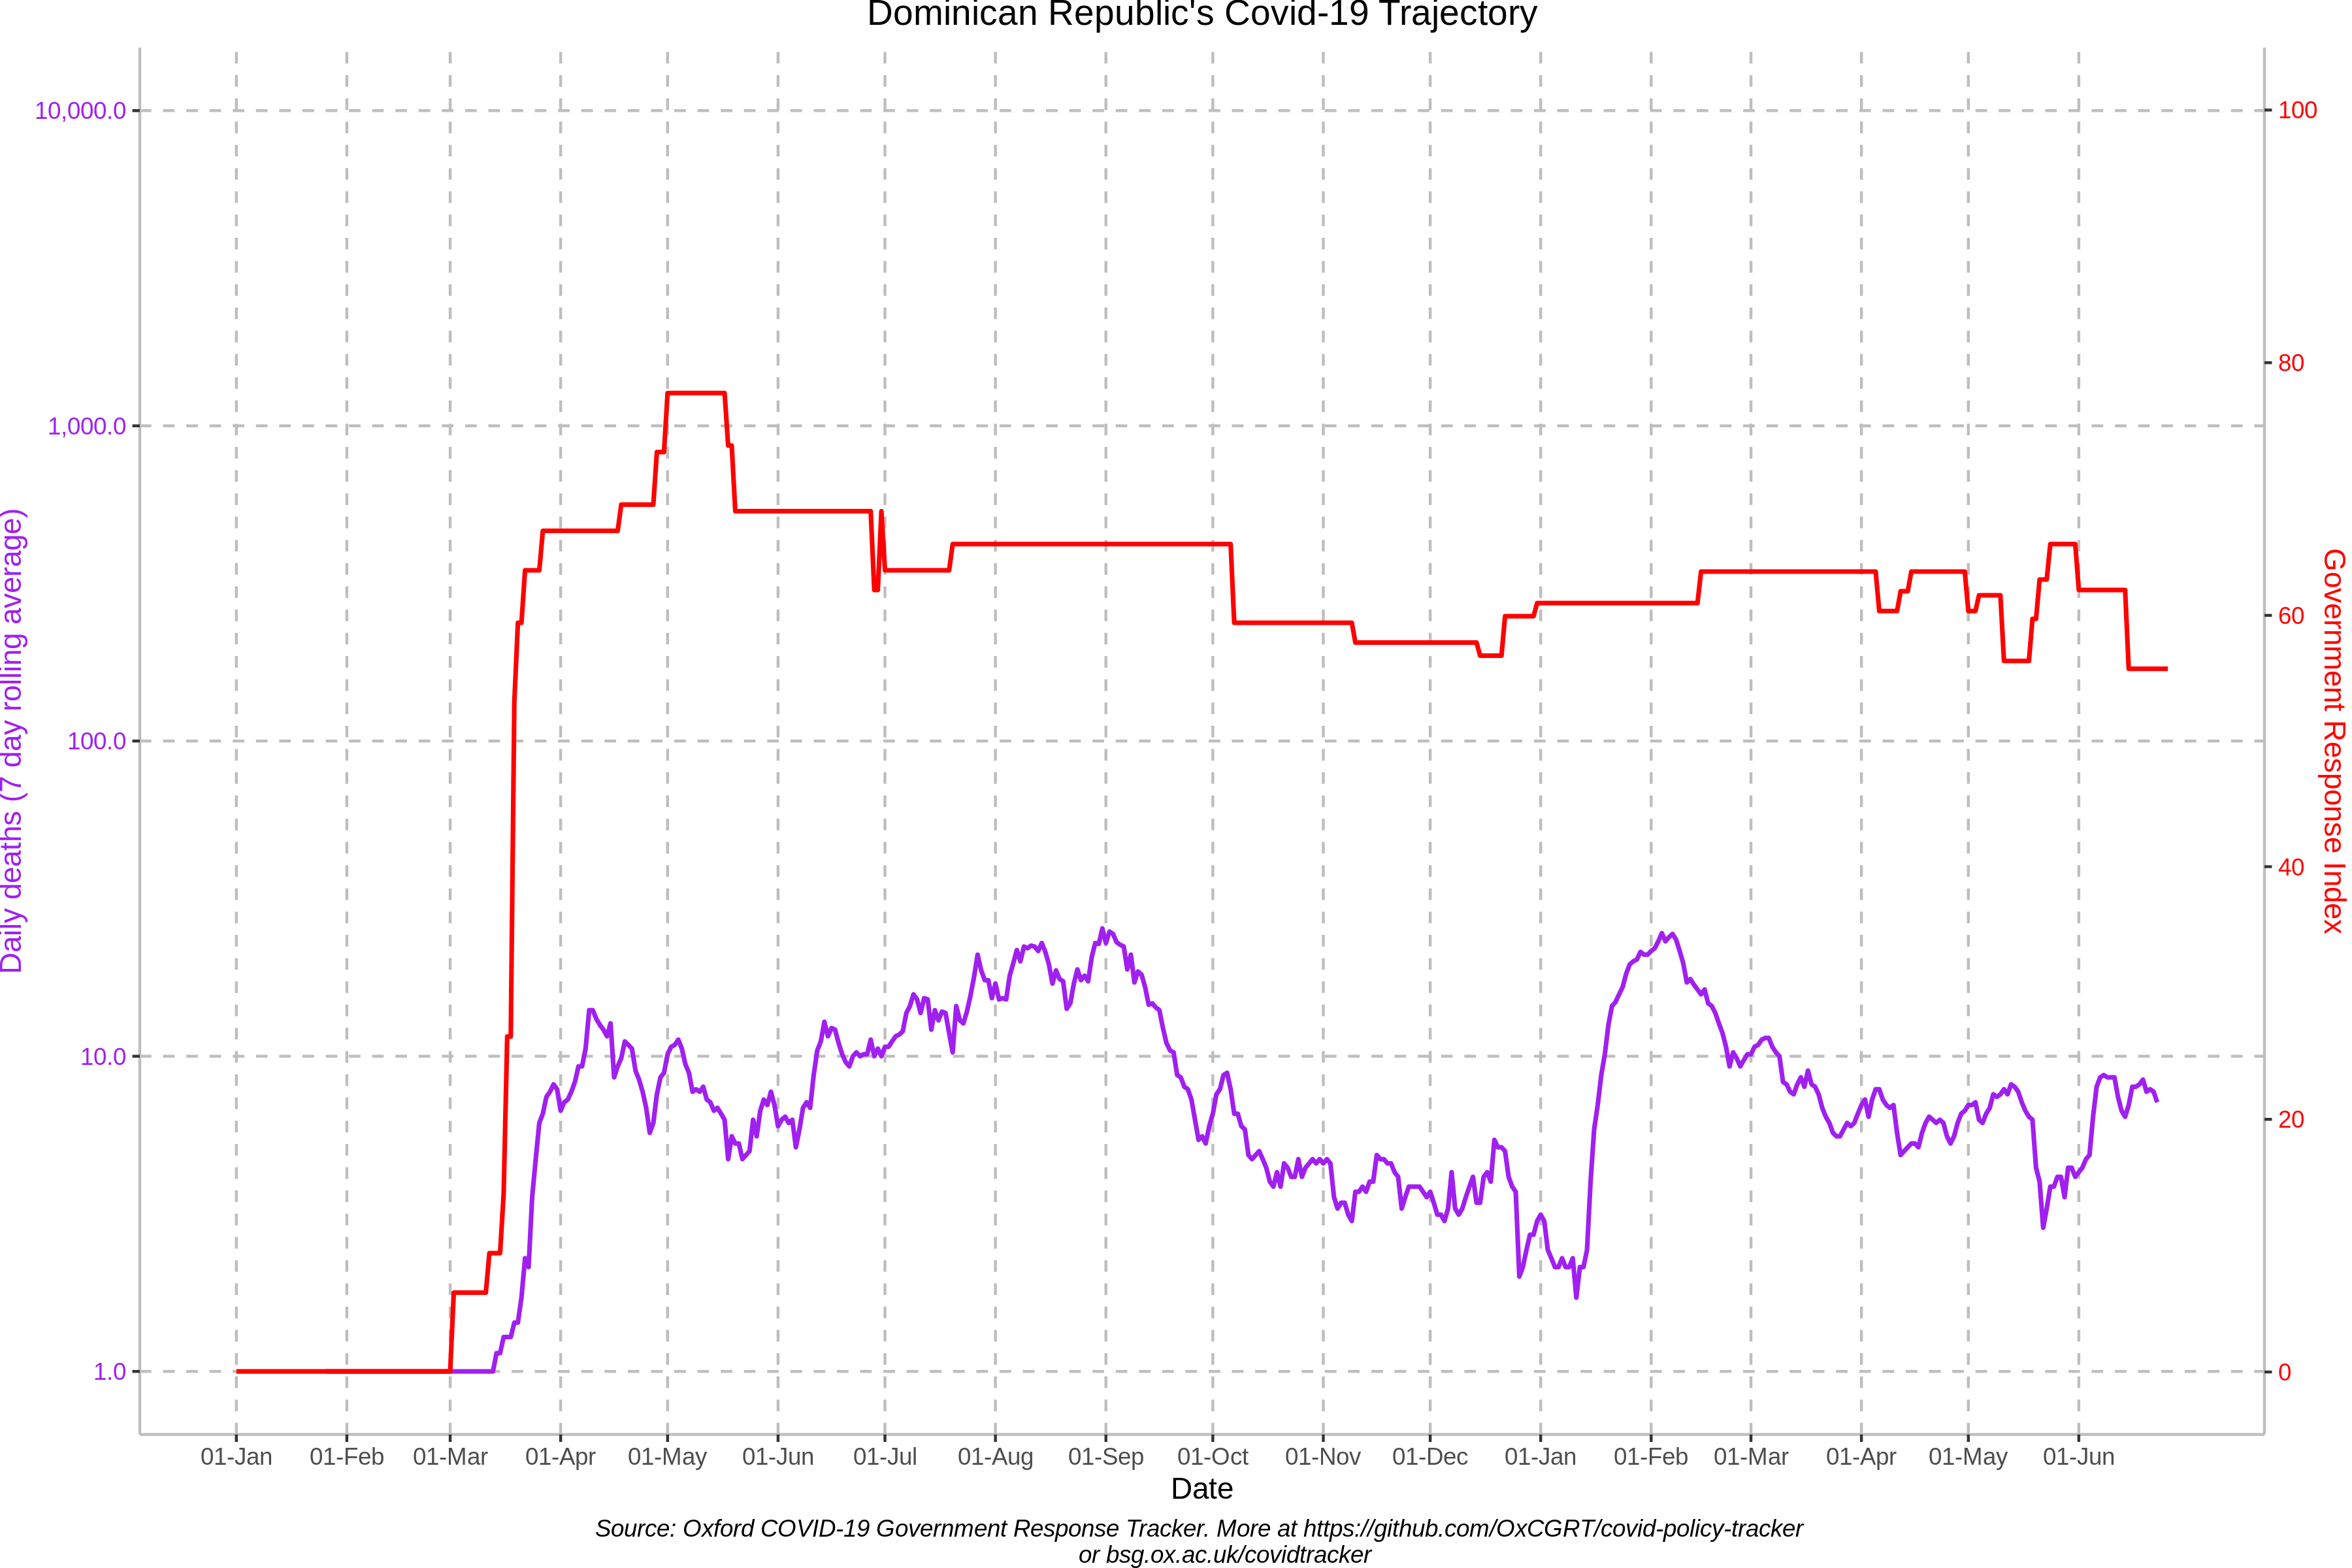 Dominican Republic's Covid-19 Trajectory
10,000.0
1,000.0
100.0
10.0
1.0
Daily deaths (7 day rolling average)
100
80
60
40
20
0
Government Response Index
01-Jan 01-Feb 01-Mar 01-Apr 01-May 01-Jun 01-Jul 01-Aug 01-Sep 01-Oct 01-Nov 01-Dec 01-Jan 01-Feb 01-Mar 01-Apr 01-May 01-Jun
Date
Source: Oxford COVID-19 Government Response Tracker. More at https://github.com/OxCGRT/covid-policy-tracker
or bsg.ox.ac.uk/covidtracker